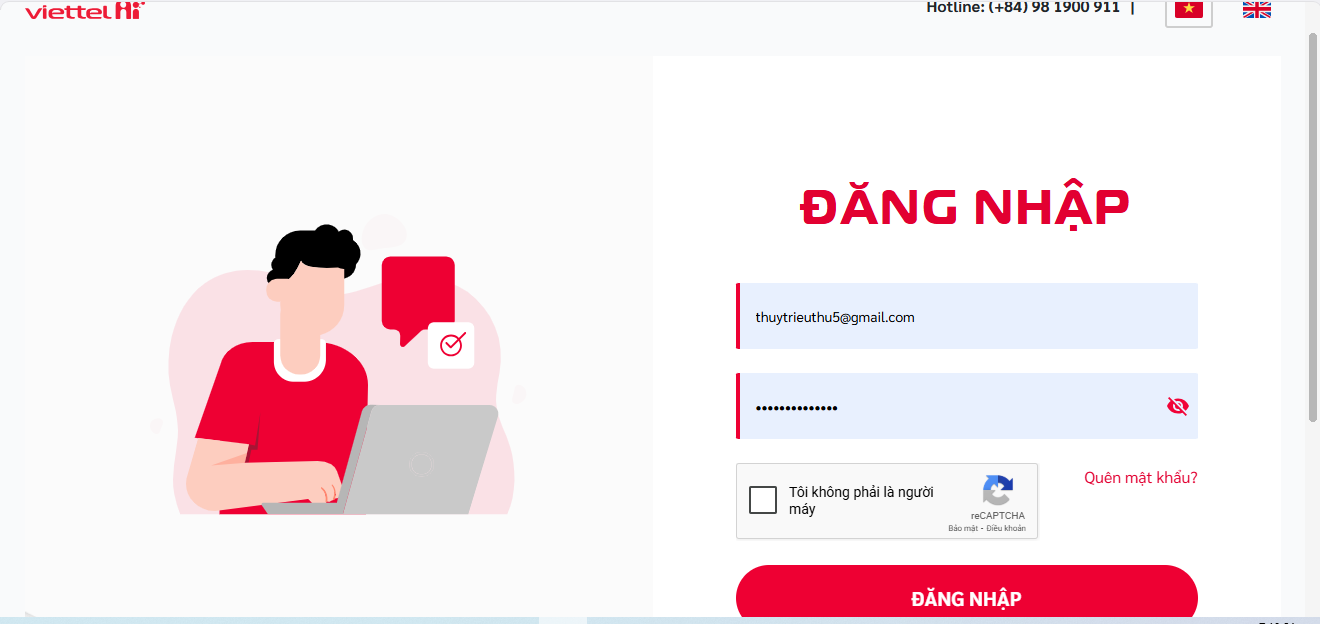 viettel Hi
Hotline: (+84) 98 1900 911 |
ĐĂNG NHẬP
thuytrieuthu5@gmail.com
••••••••••••••
Tôi không phải là người
máy
reCAPTCHA
Bảo mật - Điều khoản
Quên mật khẩu?
ĐĂNG NHẬP